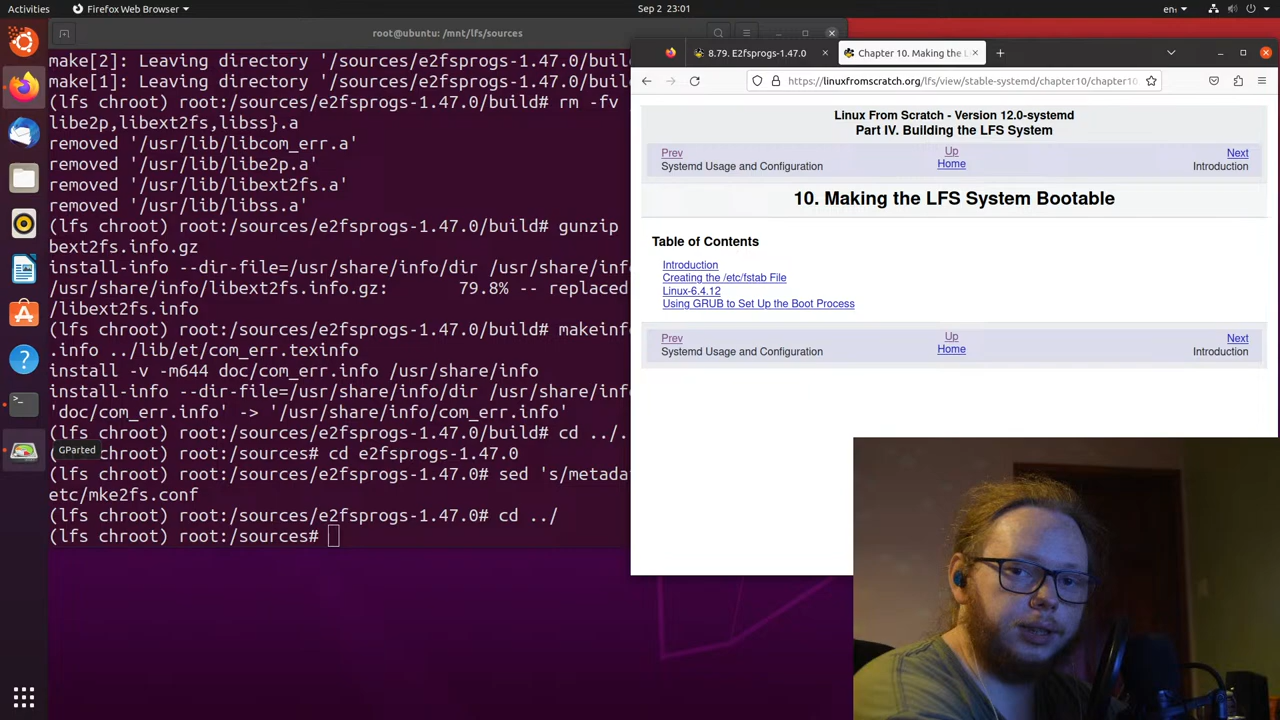 Activities
Firefox Web Browser
Sep 2 23:01
en
root@ubuntu: /mnt/lfs/sources
make[2]: Leaving directory '/sources/e2fsprogs-1.47.0/buil
make[1]: Leaving directory '/sources/e2fsprogs-1.47.0/buil
(lfs chroot) root:/sources/e2fsprogs-1.47.0/build# rm -fv
libe2p,libext2fs,libss}.a
removed '/usr/lib/libcom_err.a'
removed '/usr/lib/libe2p.a'
removed '/usr/lib/libext2fs.a'
removed '/usr/lib/libss.a'
(lfs chroot) root:/sources/e2fsprogs-1.47.0/build# gunzip
bext2fs.info.gz
install-info --dir-file=/usr/share/info/dir /usr/share/inf
/usr/share/info/libext2fs.info.gz: 79.8% -- replaced
/libext2fs.info
(lfs chroot) root:/sources/e2fsprogs-1.47.0/build# makeinf
.info ../lib/et/com_err.texinfo
install -v -m644 doc/com_err.info /usr/share/info
install-info --dir-file=/usr/share/info/dir /usr/share/inf
'doc/com_err.info' -> '/usr/share/info/com_err.info'
(lfs chroot) root:/sources/e2fsprogs-1.47.0/build# cd ../.
(lfs chroot) root:/sources# cd e2fsprogs-1.47.0
(lfs chroot) root:/sources/e2fsprogs-1.47.0# sed 's/metada
etc/mke2fs.conf
(lfs chroot) root:/sources/e2fsprogs-1.47.0# cd ../
(lfs chroot) root:/sources#
GParted
8.79. E2fsprogs-1.47.0
Chapter 10. Making the L
https://linuxfromscratch.org/lfs/view/stable-systemd/chapter10/chapter10
Linux From Scratch - Version 12.0-systemd
Part IV. Building the LFS System
Prev
Up
Next
Systemd Usage and Configuration
Home
Introduction
10. Making the LFS System Bootable
Table of Contents
Introduction
Creating the /etc/fstab File
Linux-6.4.12
Using GRUB to Set Up the Boot Process
Prev
Up
Next
Systemd Usage and Configuration
Home
Introduction